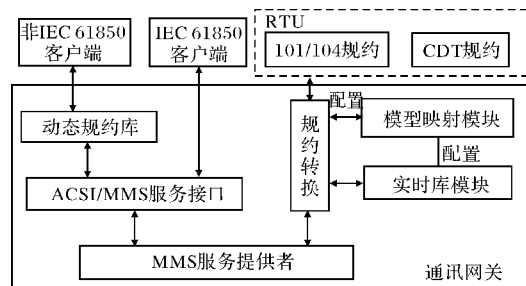 非IEC 61850
客户端
IEC 61850
客户端
RTU
101/104规约
CDT规约
动态规约库
ACSI/MMS服务接口
MMS服务提供者
规
约
转
换
配置
模型映射模块
配置
实时库模块
通讯网关